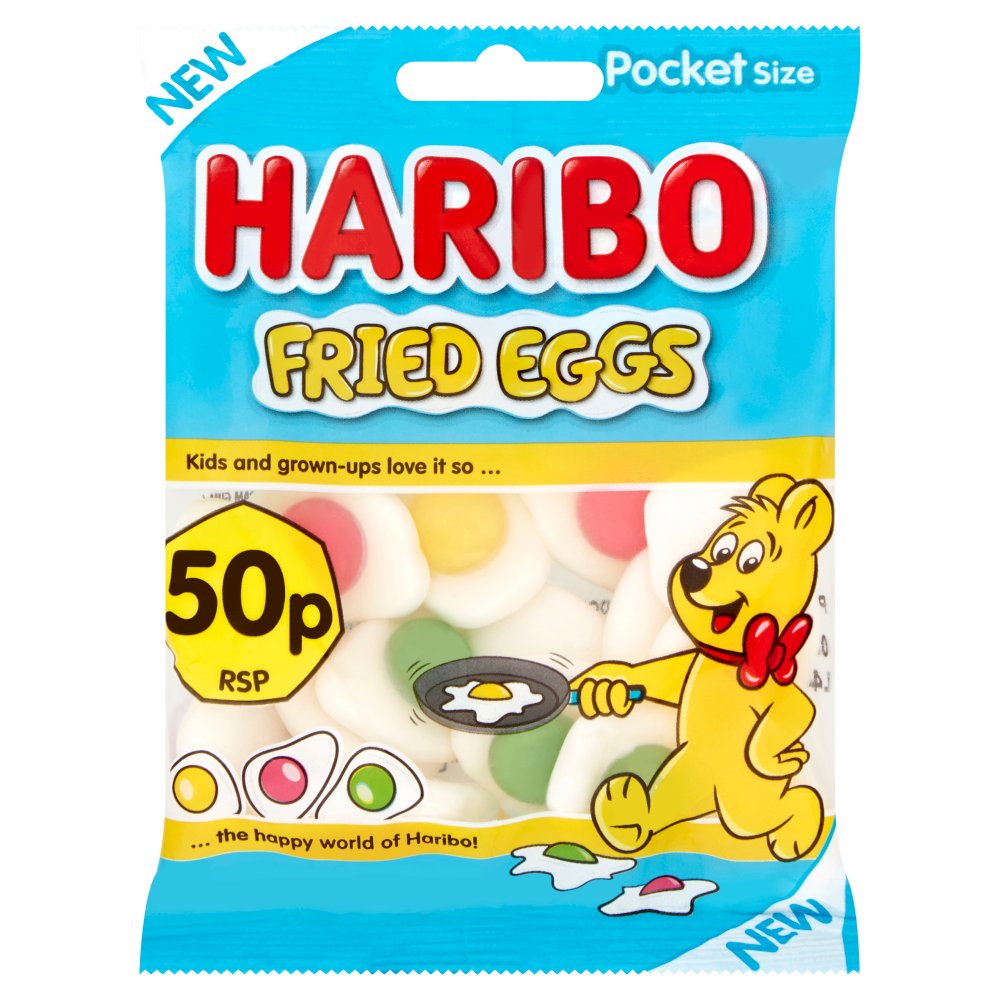 NEW
Pocket Size
HARIBO
FRIED EGGS
Kids and grown-ups love it so ...
50p
RSP
... the happy world of Haribo!
NEW